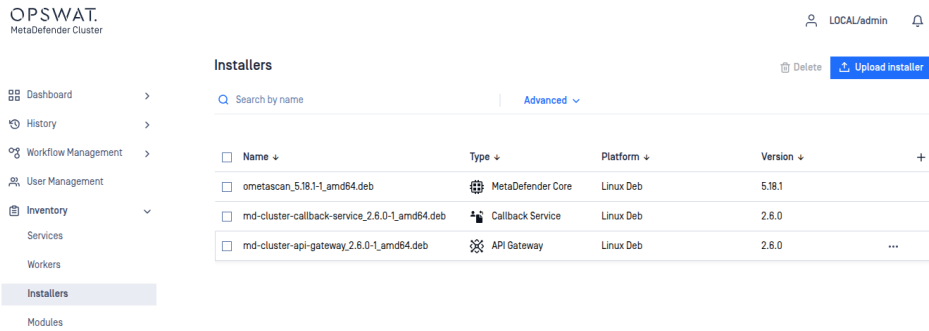 OPSWAT.
MetaDefender Cluster
LOCAL/admin
Installers
Delete
Upload installer
Search by name
Advanced
Dashboard
History
Workflow Management
User Management
Inventory
Services
Workers
Installers
Modules
Name ↓ Type ↓ Platform ↓ Version ↓ +
ometascan_5.18.1-1_amd64.deb MetaDefender Core Linux Deb 5.18.1
md-cluster-callback-service_2.6.0-1_amd64.deb Callback Service Linux Deb 2.6.0
md-cluster-api-gateway_2.6.0-1_amd64.deb API Gateway Linux Deb 2.6.0 ...